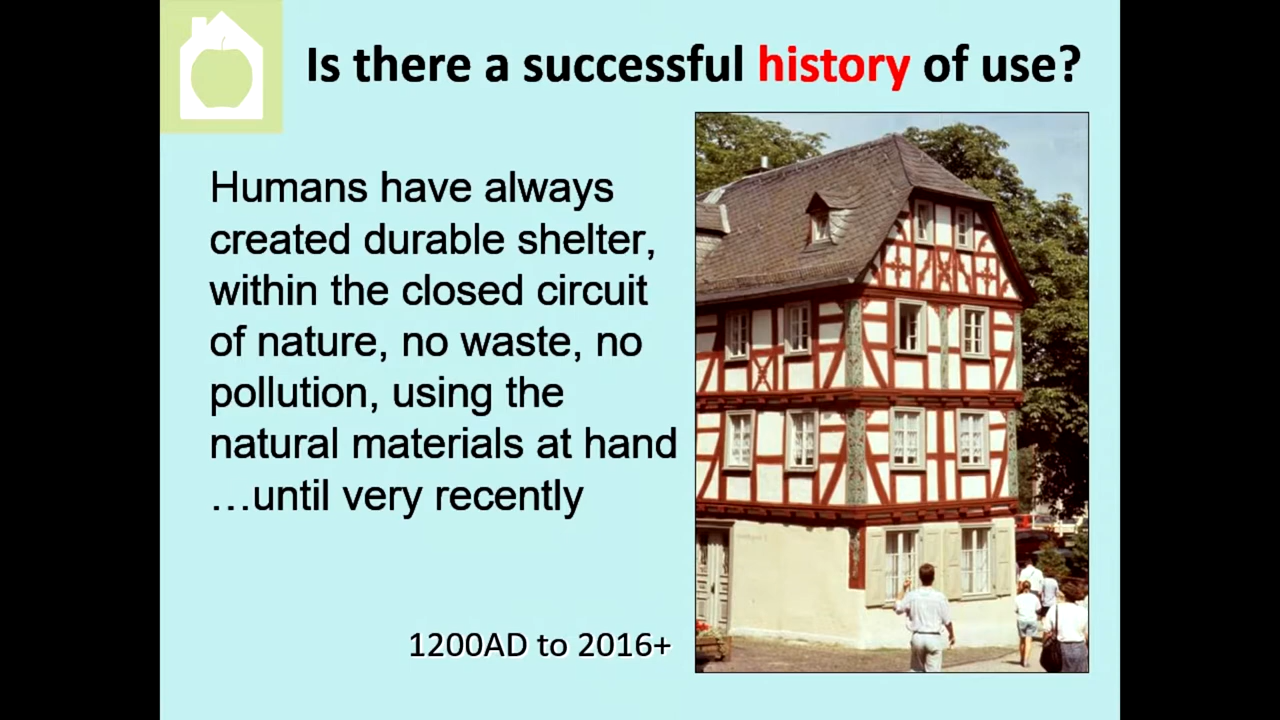 Is there a successful history of use?
Humans have always
created durable shelter,
within the closed circuit
of nature, no waste, no
pollution, using the
natural materials at hand
…until very recently
1200AD to 2016+